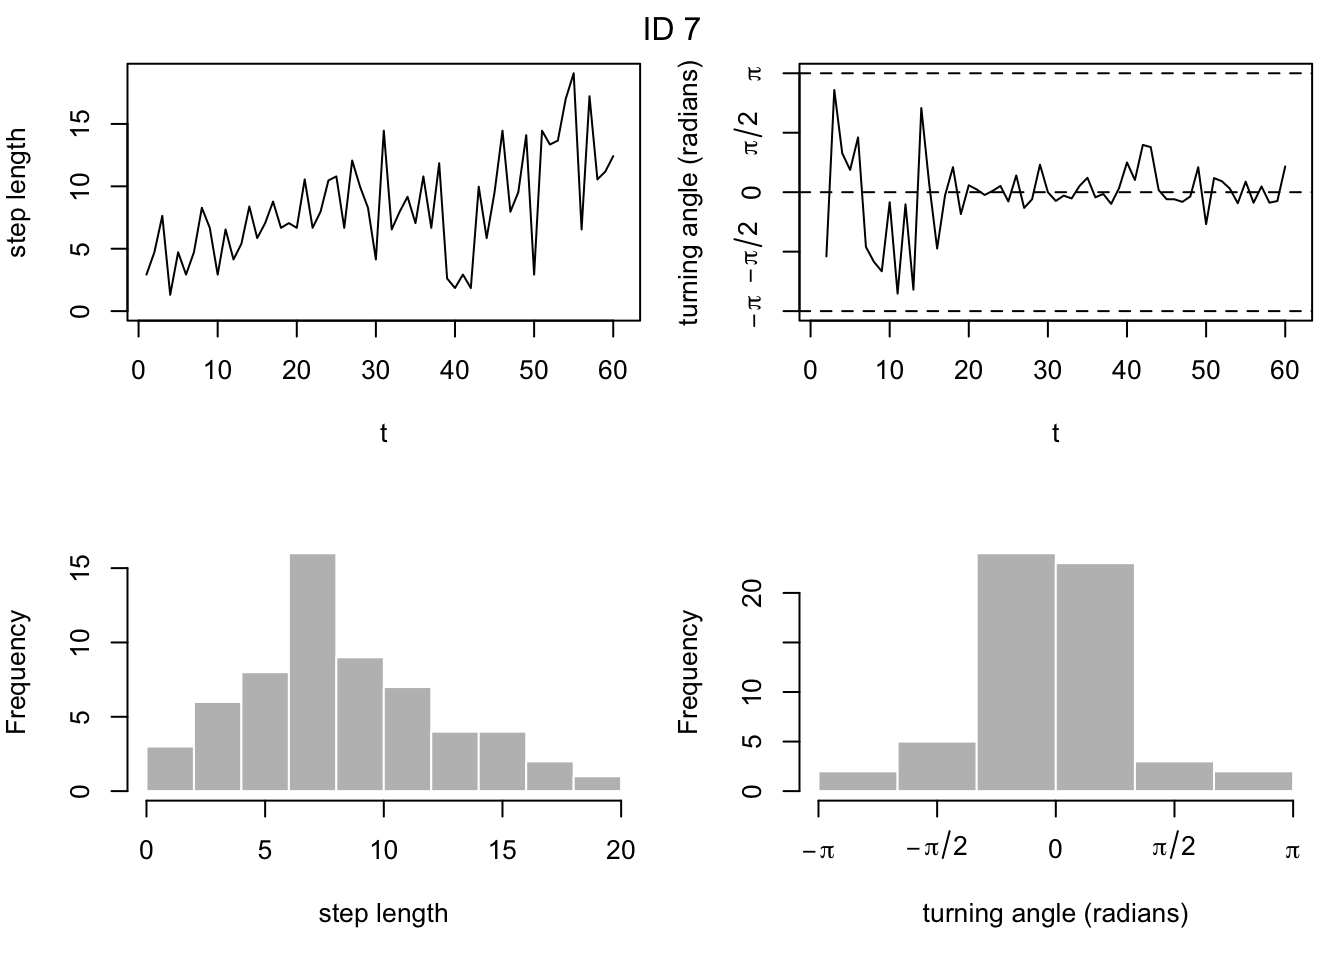 ID 7
step length
15
10
5
0
0 10 20 30 40 50 60
t
turning angle (radians)
π
π/2
0
−π/2
−π
0 10 20 30 40 50 60
t
Frequency
15
10
5
0
0 5 10 15 20
step length
Frequency
20
10
5
0
−π −π/2 0 π/2 π
turning angle (radians)